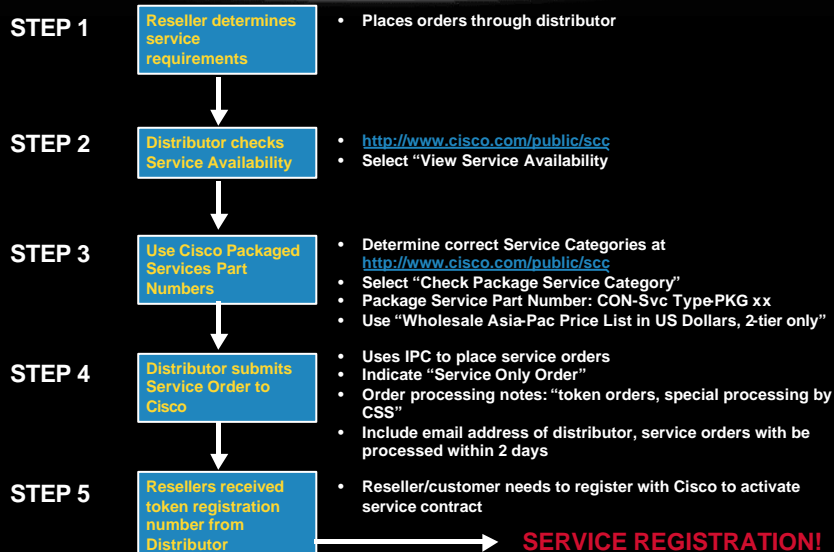 STEP 1
Reseller determines
service
requirements
• Places orders through distributor
STEP 2
Distributor checks
Service Availability
• http://www.cisco.com/public/scc
• Select “View Service Availability
STEP 3
Use Cisco Packaged
Services Part
Numbers
• Determine correct Service Categories at
http://www.cisco.com/public/scc
• Select “Check Package Service Category”
• Package Service Part Number: CON-Svc Type-PKG xx
• Use “Wholesale Asia-Pac Price List in US Dollars, 2-tier only”
STEP 4
Distributor submits
Service Order to
Cisco
• Uses IPC to place service orders
• Indicate “Service Only Order”
• Order processing notes: “token orders, special processing by
CSS”
• Include email address of distributor, service orders with be
processed within 2 days
STEP 5
Resellers received
token registration
number from
Distributor
• Reseller/customer needs to register with Cisco to activate
service contract
SERVICE REGISTRATION!